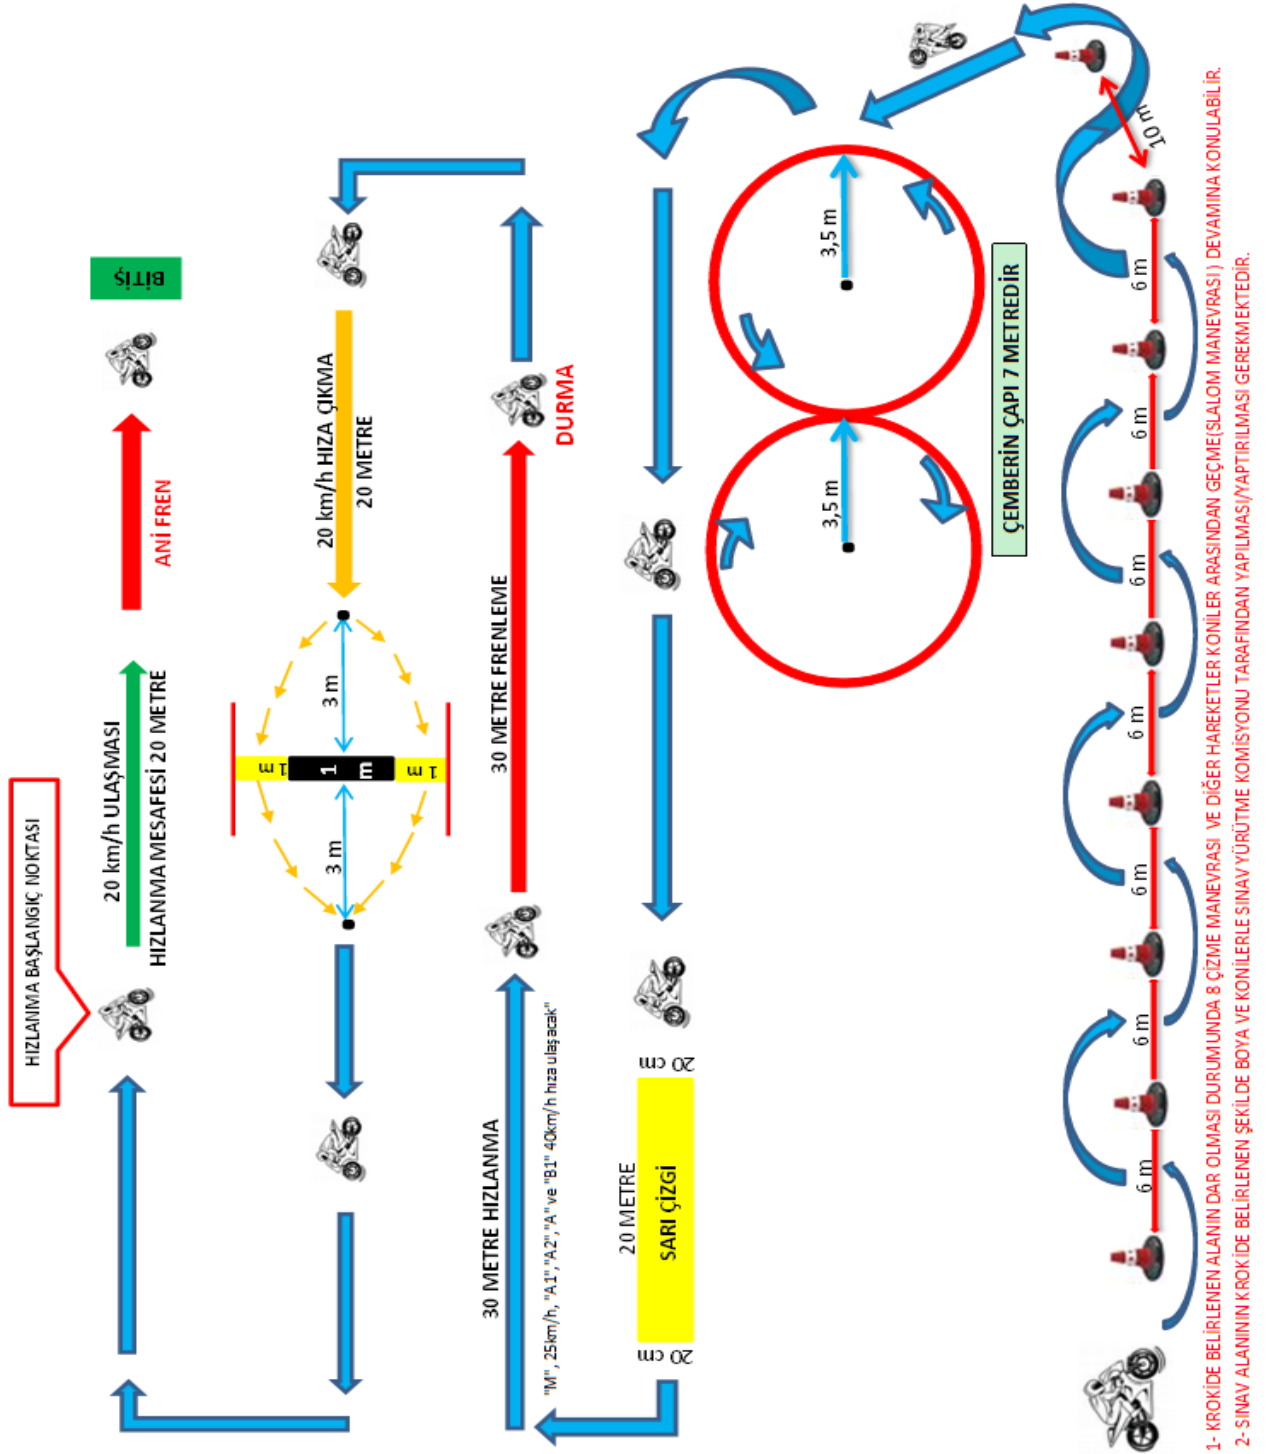 HIZLANMA BAŞLANGIÇ NOKTASI
20 km/h ULAŞMASI
HIZLANMA MESAFESİ 20 METRE
ANİ FREN
BİTİŞ
20 km/h HIZA ÇIKMA
20 METRE
3 m
3 m
1 m
1 m
1 m
30 METRE HIZLANMA
"M", 25km/h, "A1","A2","A" ve "B1" 40km/h hıza ulaşacak"
30 METRE FRENLEME
DURMA
20 METRE
SARI ÇİZGİ
20 cm
20 cm
3,5 m
3,5 m
ÇEMBERİN ÇAPI 7 METREDİR
6 m
6 m
6 m
6 m
6 m
6 m
6 m
10 m
1- KROKİDE BELİRLENEN ALANIN DAR OLMASI DURUMUNDA 8 ÇİZME MANEVRASI VE DİĞER HAREKETLER KONİLER ARASINDAN GEÇME(SLALOM MANEVRASI) DEVAMINA KONULABİLİR.
2- SINAV ALANININ KROKİDE BELİRLENEN ŞEKİLDE BOYA VE KONİLERLE SINAV YÜRÜTME KOMİSYONU TARAFINDAN YAPILMASI/YAPTIRILMASI GEREKMEKTEDİR.